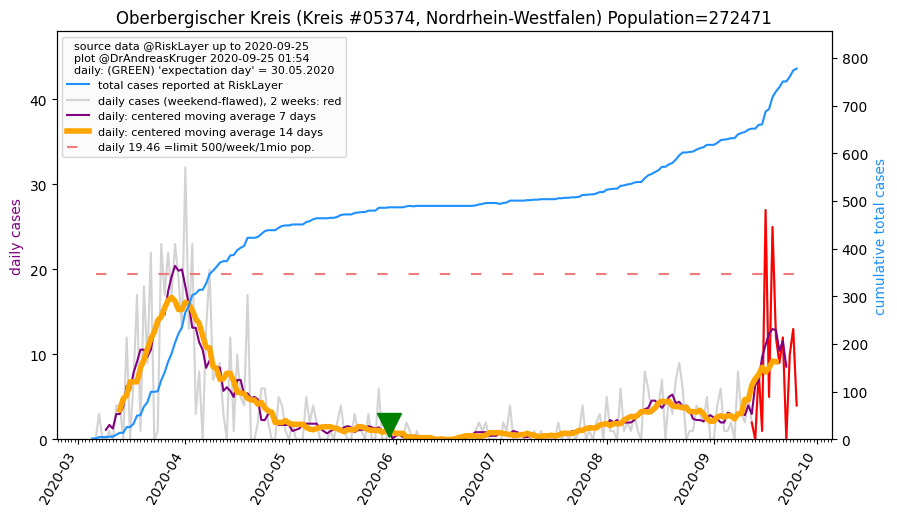 Oberbergischer Kreis (Kreis #05374, Nordrhein-Westfalen) Population=272471
source data @RiskLayer up to 2020-09-25
plot @DrAndreasKruger 2020-09-25 01:54
daily: (GREEN) 'expectation day' = 30.05.2020
total cases reported at RiskLayer
daily cases (weekend-flawed), 2 weeks: red
daily: centered moving average 7 days
daily: centered moving average 14 days
daily 19.46 =limit 500/week/1mio pop.
daily cases
40
30
20
10
0
cumulative total cases
800
700
600
500
400
300
200
100
0
2020-03
2020-04
2020-05
2020-06
2020-07
2020-08
2020-09
2020-10